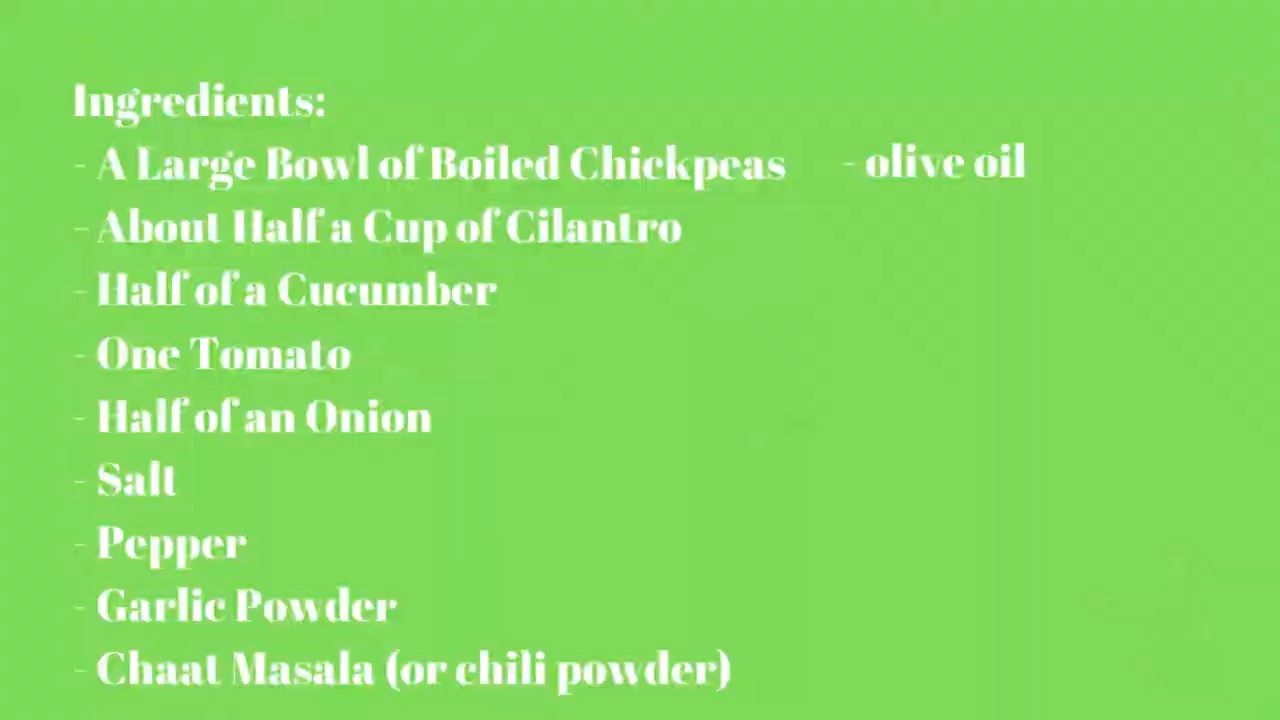 Ingredients:
- A Large Bowl of Boiled Chickpeas - olive oil
- About Half a Cup of Cilantro
- Half of a Cucumber
- One Tomato
- Half of an Onion
- Salt
- Pepper
- Garlic Powder
- Chaat Masala (or chili powder)